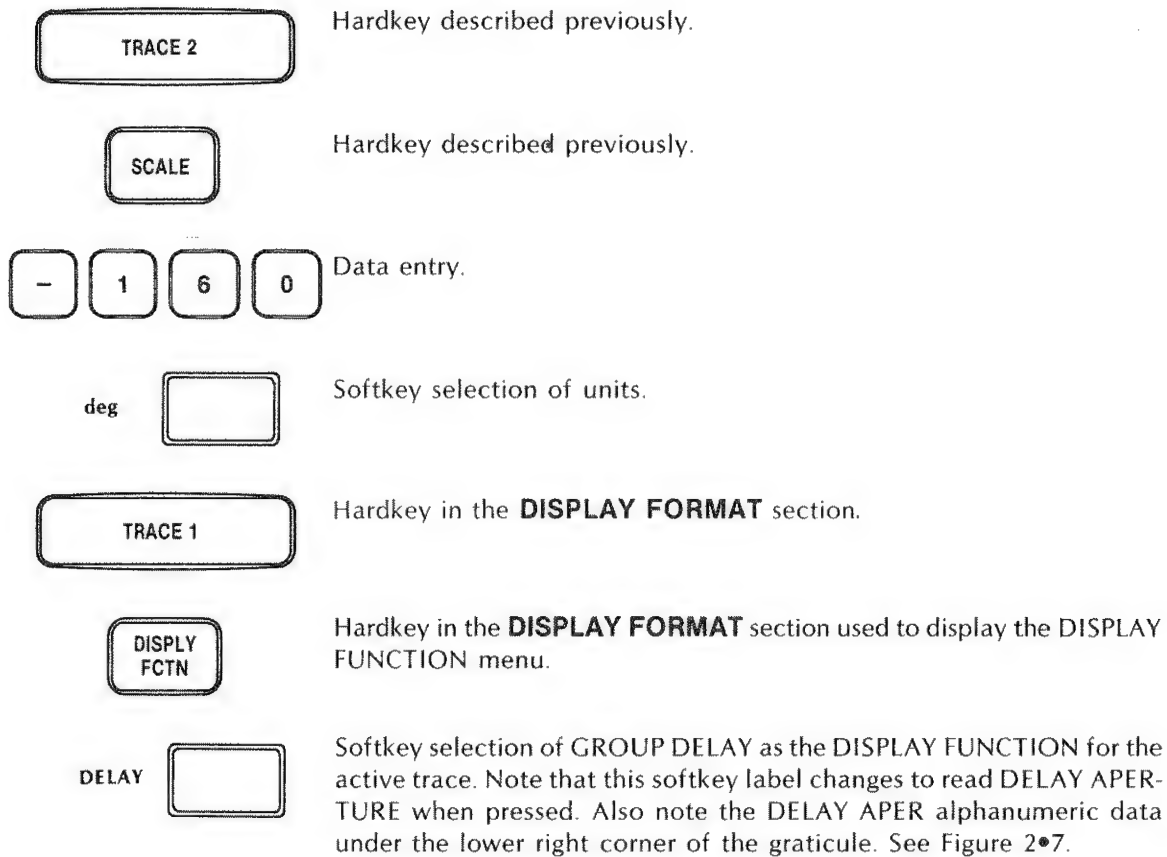 TRACE 2
Hardkey described previously.
SCALE
Hardkey described previously.
– 1 6 0
Data entry.
deg
Softkey selection of units.
TRACE 1
Hardkey in the DISPLAY FORMAT section.
DISPLY
FCTN
Hardkey in the DISPLAY FORMAT section used to display the DISPLAY
FUNCTION menu.
DELAY
Softkey selection of GROUP DELAY as the DISPLAY FUNCTION for the
active trace. Note that this softkey label changes to read DELAY APER-
TURE when pressed. Also note the DELAY APER alphanumeric data
under the lower right corner of the graticule. See Figure 2•7.